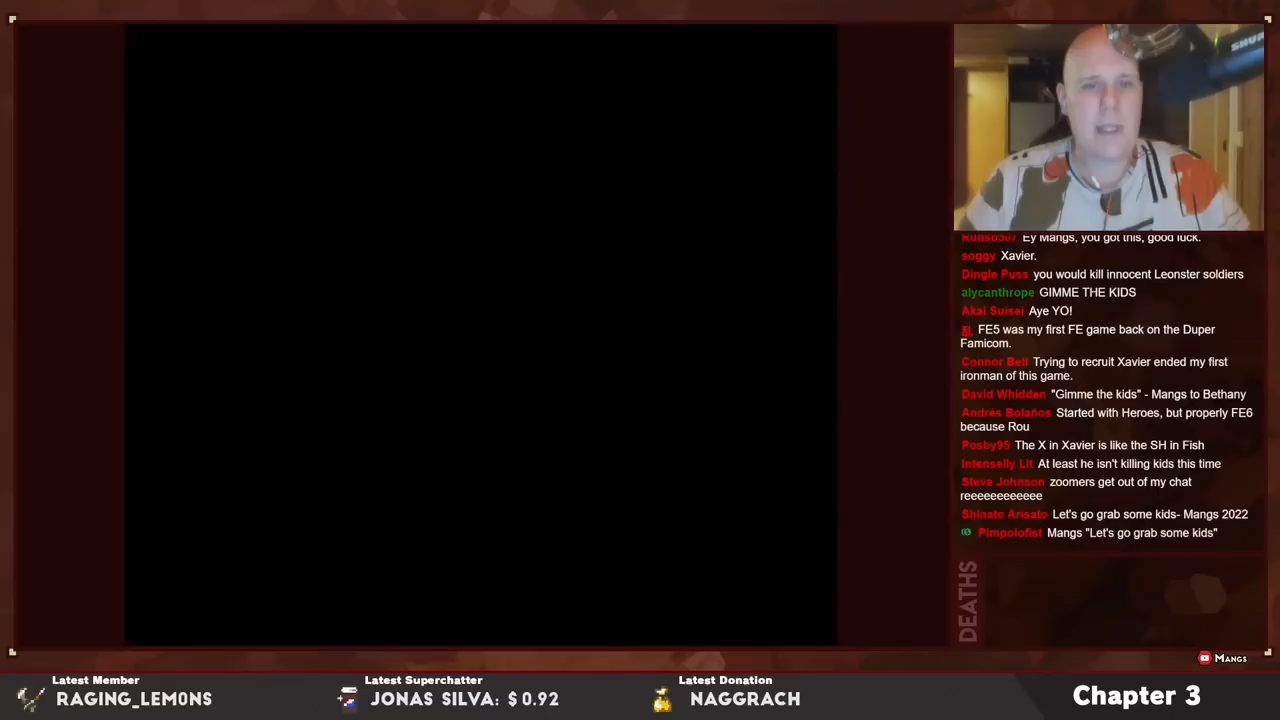 SHURE
Runso507 Ey Mangs, you got this, good luck.
soggy Xavier.
Dingle Puss you would kill innocent Leonster soldiers
alycanthrope GIMME THE KIDS
Akai Suisei Aye YO!
FE5 was my first FE game back on the Duper
Famicom.
Connor Bell Trying to recruit Xavier ended my first
ironman of this game.
David Whidden "Gimme the kids" - Mangs to Bethany
Andrés Bolaños Started with Heroes, but properly FE6
because Rou
Posby95 The X in Xavier is like the SH in Fish
Intensally Lit At least he isn't killing kids this time
Steve Johnson zoomers get out of my chat
reeeeeeeeeeee
Shinato Arisato Let's go grab some kids- Mangs 2022
Pimpolofist Mangs "Let's go grab some kids"
DEATHS
MANGS
Latest Member
RAGING_LEM0NS
Latest Superchatter
JONAS SILVA: $0.92
Latest Donation
NAGGRACH
Chapter 3